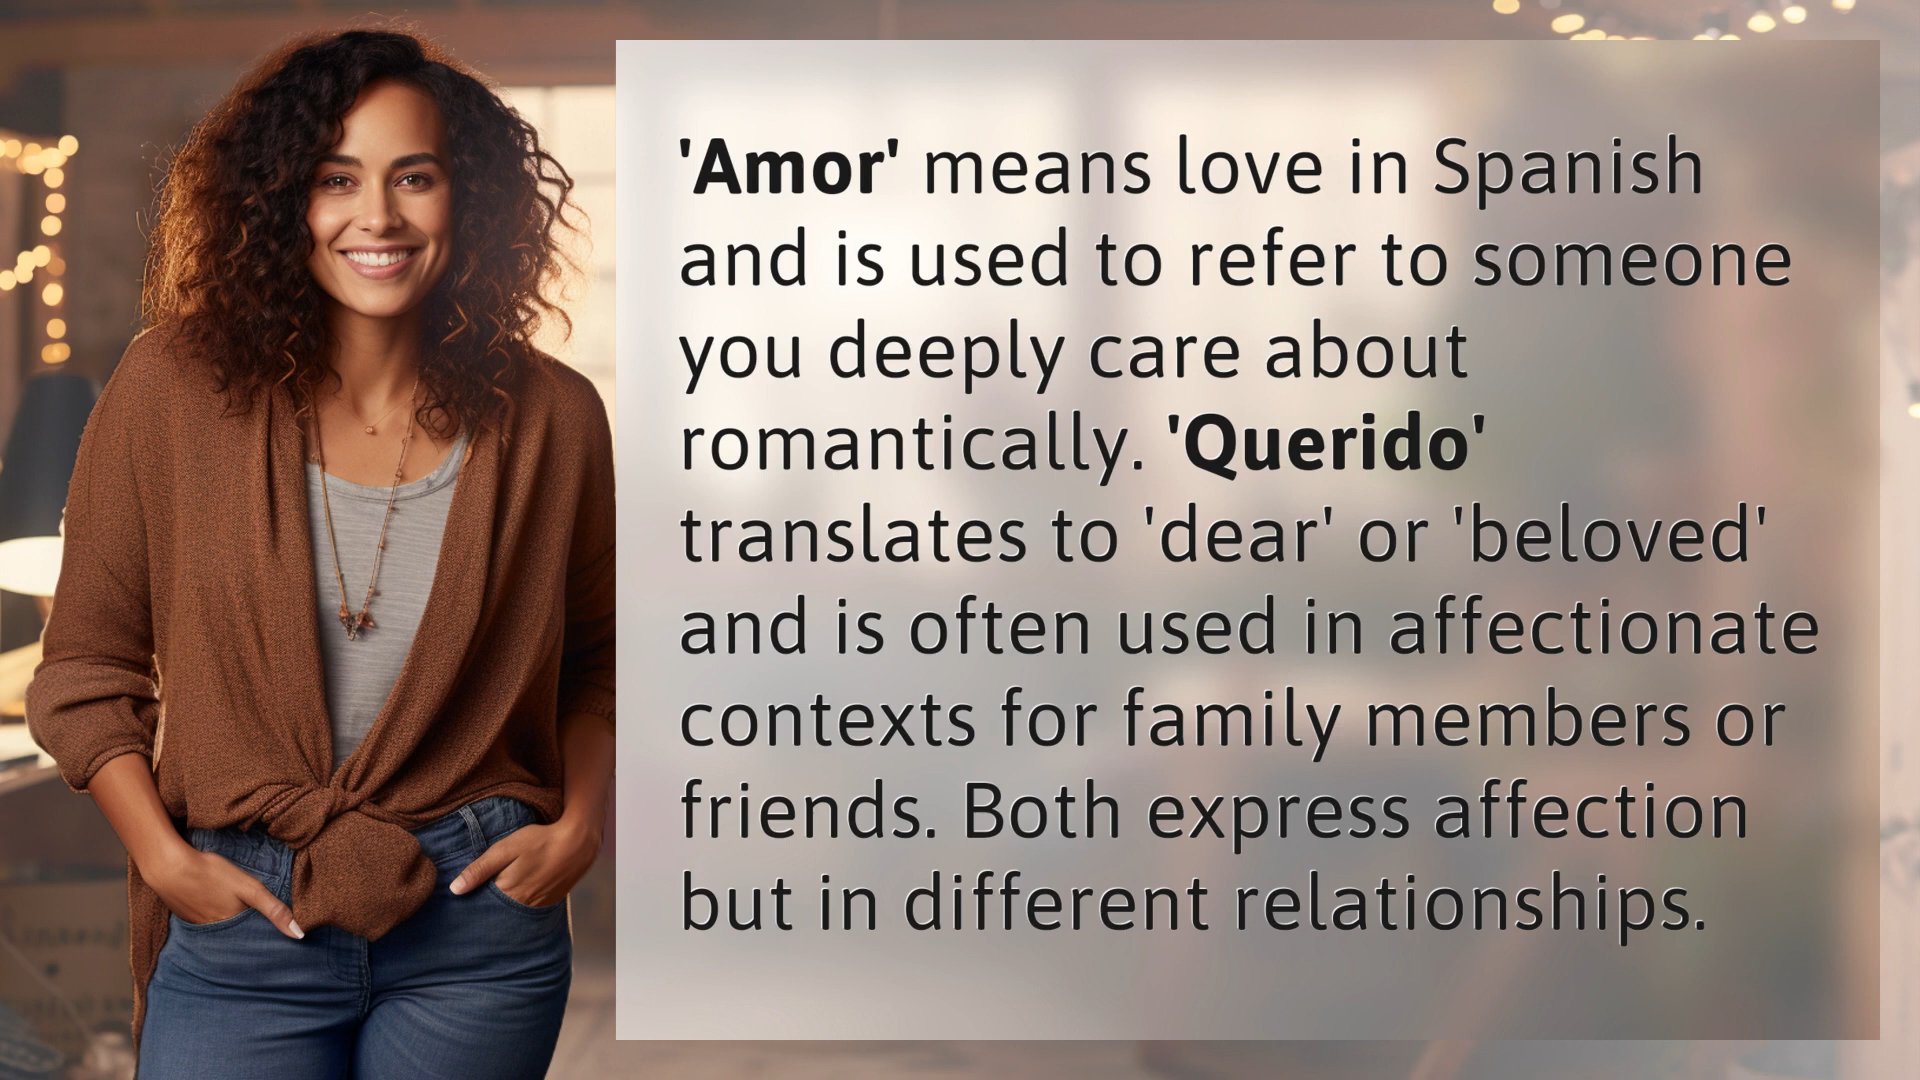 'Amor' means love in Spanish
and is used to refer to someone
you deeply care about
romantically. 'Querido'
translates to 'dear' or 'beloved'
and is often used in affectionate
contexts for family members or
friends. Both express affection
but in different relationships.